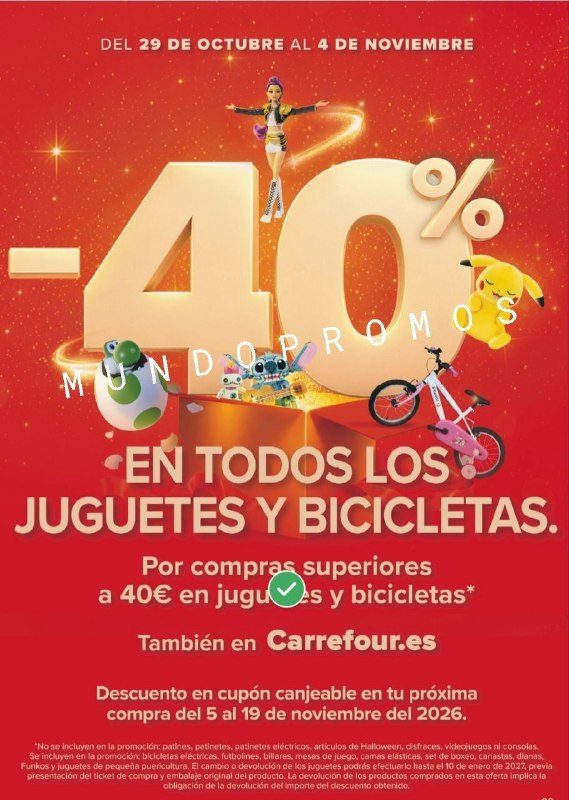 DEL 29 DE OCTUBRE AL 4 DE NOVIEMBRE
-40%
MUNDOPROMOS
EN TODOS LOS
JUGUETES Y BICICLETAS.
Por compras superiores
a 40€ en jugu es y bicicletas*
También en Carrefour.es
Descuento en cupón canjeable en tu próxima
compra del 5 al 19 de noviembre del 2026.
*No se incluyen en la promoción: patines, patinetes, patinetes eléctricos, artículos de Halloween, disfraces, videojuegos ni consolas.
Se incluyen en la promoción: bicicletas eléctricas, futbolines, billares, mesas de juego, camas elásticas, set de boxeo, canastas, dianas,
Funkos y juguetes de pequeña puericultura. El cambio o devolución de los juguetes podrás efectuarlo hasta el 10 de enero de 2027, previa
presentación del ticket de compra y embalaje original del producto. La devolución de los productos comprados en esta oferta implica la
obligación de la devolución del importe del descuento obtenido.